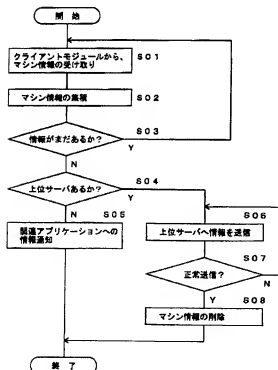 開 始
クライアントモジュールから、
マシン情報の受け取り
S01
マシン情報の集積
S02
情報がまだあるか?
S03
Y
N
上位サーバあるか?
S04
Y
N
S05
関連アプリケーションへの
情報通知
S06
上位サーバへ情報を送信
S07
正常送信?
N
Y
S08
マシン情報の削除
終 了